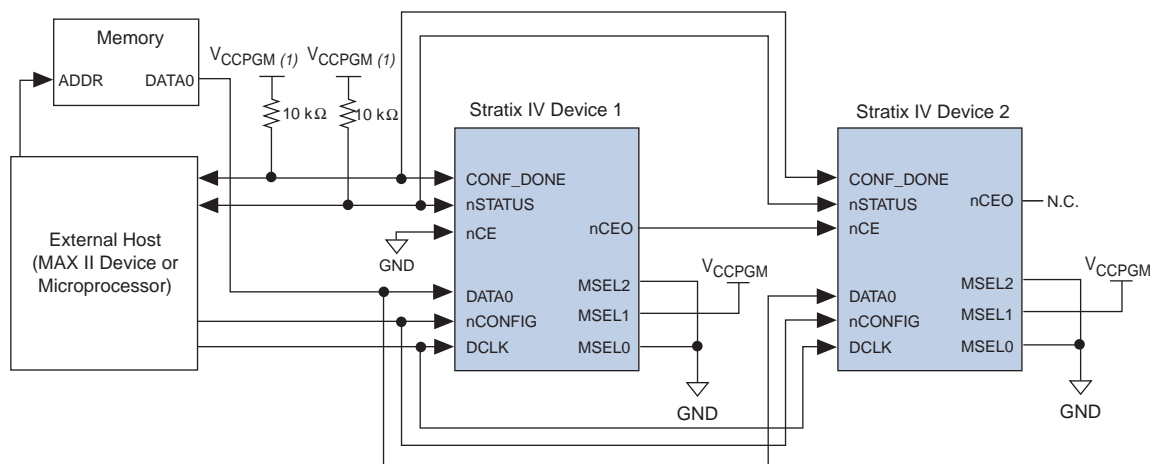 Memory
ADDR
DATA0
VCCPGM (1)
VCCPGM (1)
10 kΩ
10 kΩ
External Host
(MAX II Device or
Microprocessor)
Stratix IV Device 1
CONF_DONE
nSTATUS
nCE
GND
DATA0
nCONFIG
DCLK
nCEO
MSEL2
MSEL1
MSEL0
VCCPGM
GND
Stratix IV Device 2
CONF_DONE
nSTATUS
nCE
DATA0
nCONFIG
DCLK
nCEO
N.C.
MSEL2
MSEL1
MSEL0
VCCPGM
GND